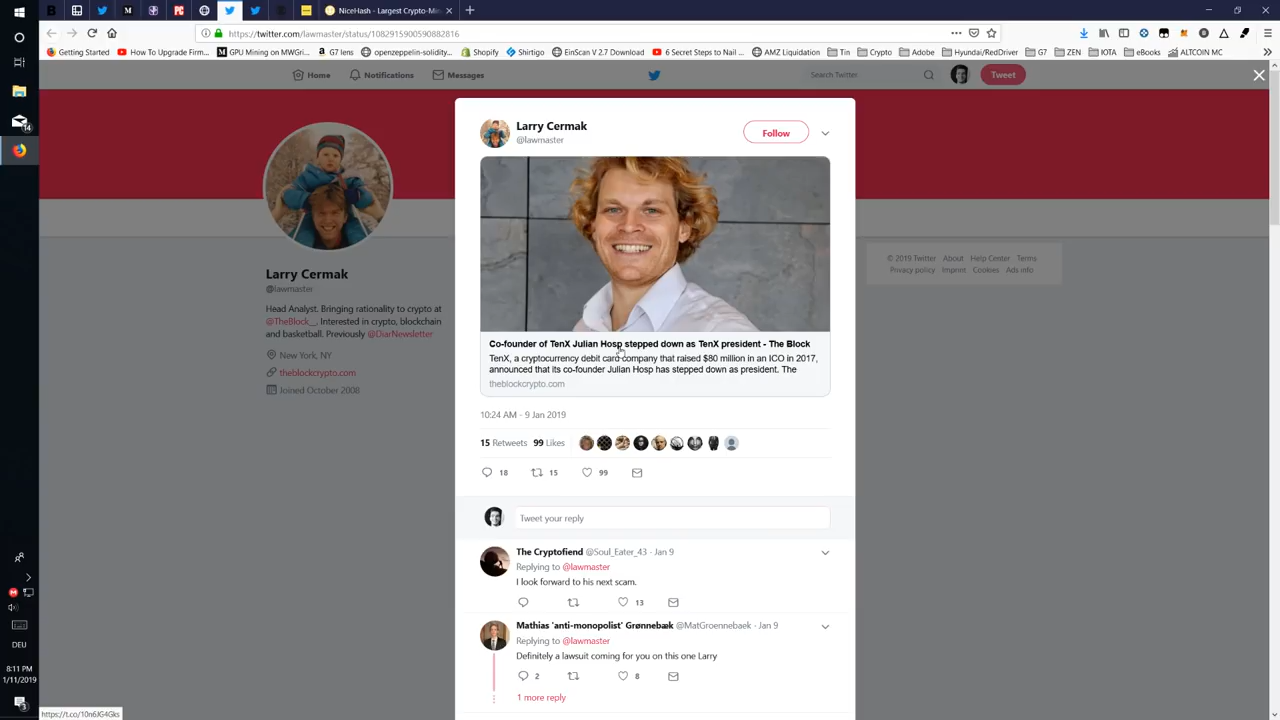 NiceHash - Largest Crypto-Min
https://twitter.com/lawmaster/status/1082915900590882816
Getting Started
How To Upgrade Firm...
GPU Mining on MWGri...
G7 lens
openzeppelin-solidity...
Shopify
Shirtigo
EinScan V 2.7 Download
6 Secret Steps to Nail ...
AMZ Liquidation
Tin
Crypto
Adobe
Hyundai/RedDriver
G7
ZEN
IOTA
eBooks
ALTCOIN MC
Home
Notifications
Messages
Search Twitter
Tweet
Larry Cermak
@lawmaster
Follow
Co-founder of TenX Julian Hosp stepped down as TenX president - The Block
TenX, a cryptocurrency debit card company that raised $80 million in an ICO in 2017,
announced that its co-founder Julian Hosp has stepped down as president. The
theblockcrypto.com
10:24 AM - 9 Jan 2019
15 Retweets 99 Likes
18 15 99
Tweet your reply
The Cryptofiend @Soul_Eater_43 · Jan 9
Replying to @lawmaster
I look forward to his next scam.
13
Mathias 'anti-monopolist' Grønnebæk @MatGroennebaek · Jan 9
Replying to @lawmaster
Definitely a lawsuit coming for you on this one Larry
2 8
1 more reply
Larry Cermak
@lawmaster
Head Analyst. Bringing rationality to crypto at
@TheBlock__. Interested in crypto, blockchain
and basketball. Previously @DiarNewsletter
New York, NY
theblockcrypto.com
Joined October 2008
© 2019 Twitter About Help Center Terms
Privacy policy Imprint Cookies Ads info
14
DEU
8:11 PM
1/11/2019
3
https://t.co/10n6JG4Gks